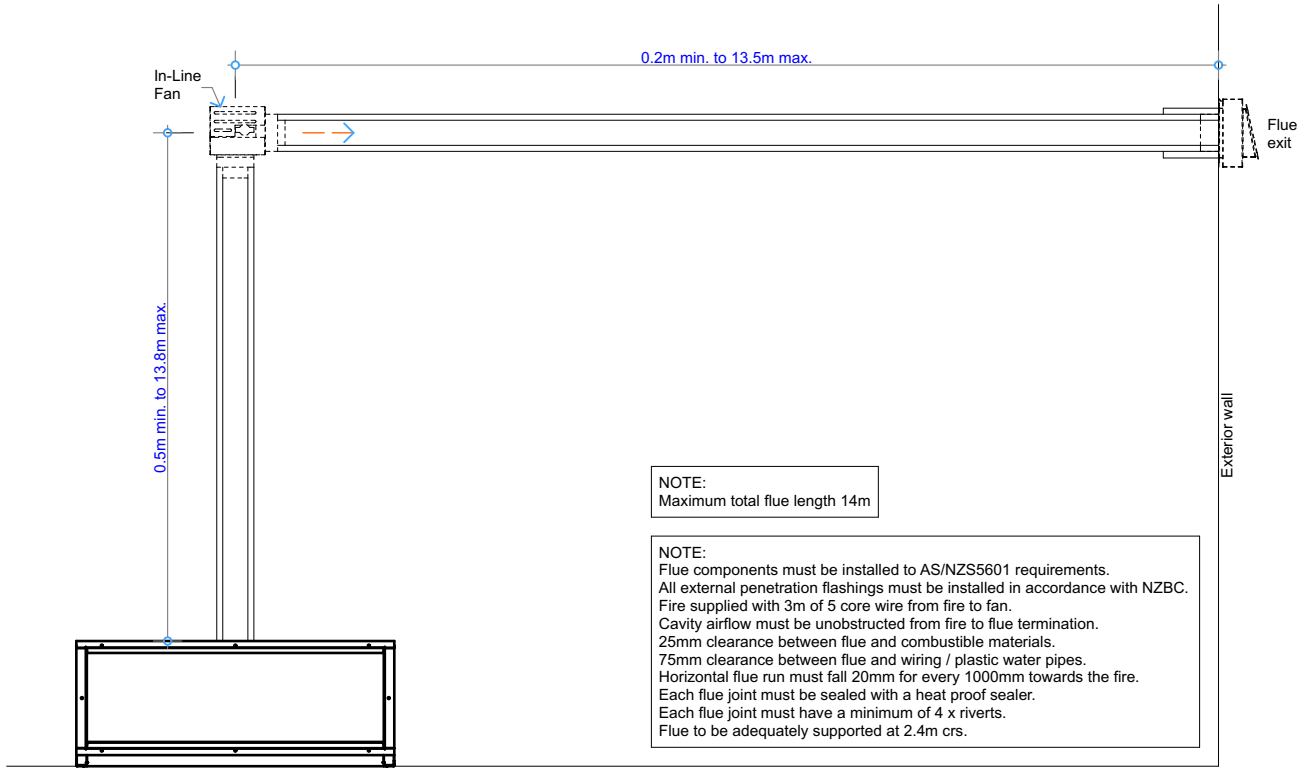 0.2m min. to 13.5m max.
In-Line
Fan
Flue
exit
0.5m min. to 13.8m max.
Exterior wall
NOTE:
Maximum total flue length 14m
NOTE:
Flue components must be installed to AS/NZS5601 requirements.
All external penetration flashings must be installed in accordance with NZBC.
Fire supplied with 3m of 5 core wire from fire to fan.
Cavity airflow must be unobstructed from fire to flue termination.
25mm clearance between flue and combustible materials.
75mm clearance between flue and wiring / plastic water pipes.
Horizontal flue run must fall 20mm for every 1000mm towards the fire.
Each flue joint must be sealed with a heat proof sealer.
Each flue joint must have a minimum of 4 x riverts.
Flue to be adequately supported at 2.4m crs.